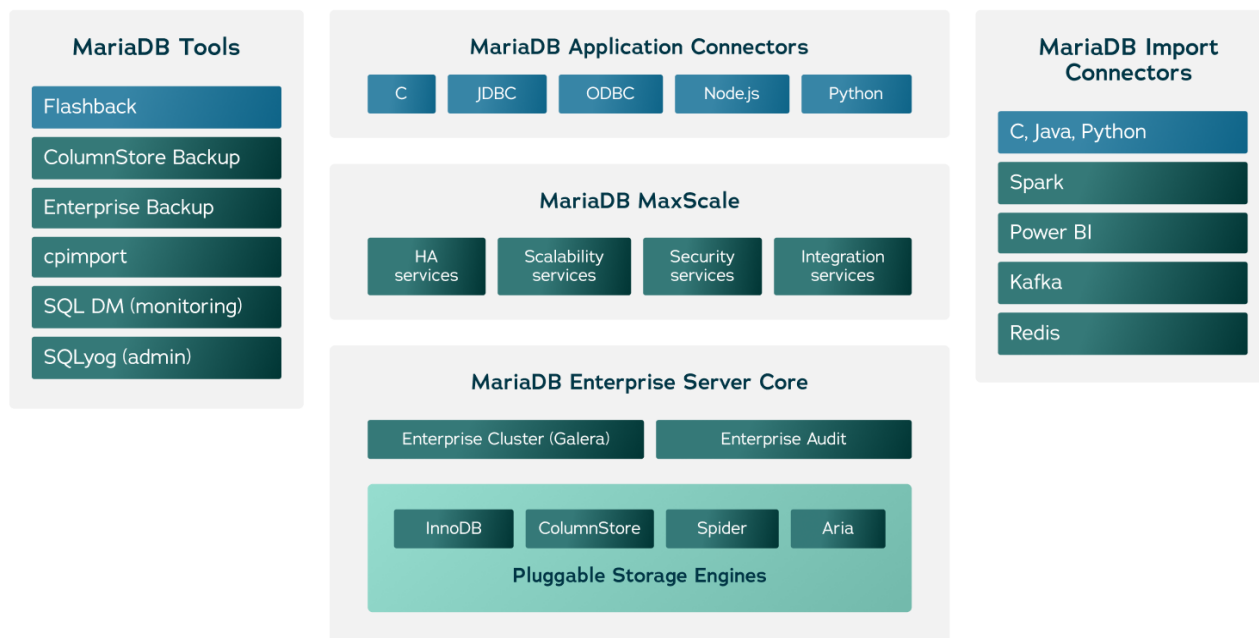 MariaDB Tools
Flashback
ColumnStore Backup
Enterprise Backup
cpimport
SQL DM (monitoring)
SQLyog (admin)
MariaDB Application Connectors
C
JDBC
ODBC
Node.js
Python
MariaDB MaxScale
HA
services
Scalability
services
Security
services
Integration
services
MariaDB Enterprise Server Core
Enterprise Cluster (Galera)
Enterprise Audit
InnoDB
ColumnStore
Spider
Aria
Pluggable Storage Engines
MariaDB Import
Connectors
C, Java, Python
Spark
Power BI
Kafka
Redis